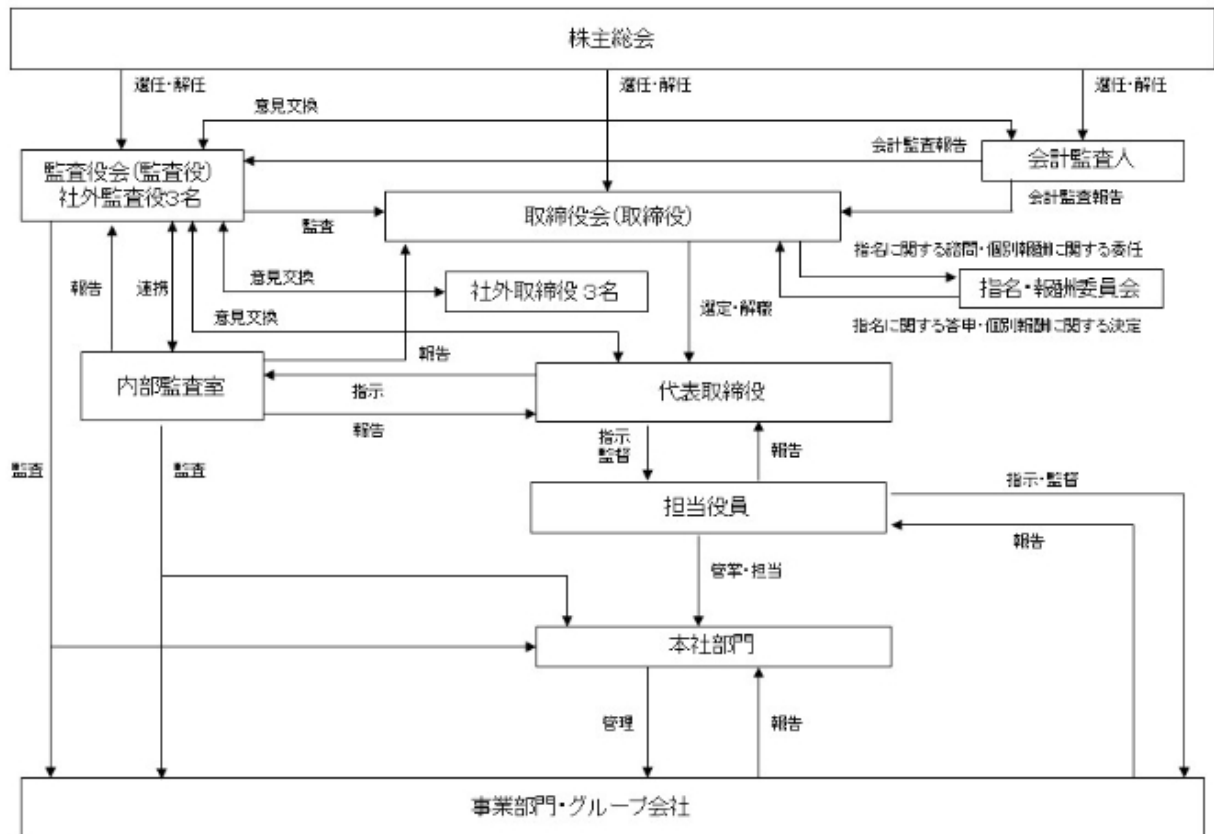 株主総会
選任・解任
選任・解任
選任・解任
意見交換
会計監査報告
監査役会(監査役)
社外監査役3名
会計監査人
会計監査報告
監査
取締役会(取締役)
指名に関する諮問・個別報酬に関する委任
報告
連携
意見交換
社外取締役3名
指名・報酬委員会
意見交換
選定・解職
指名に関する答申・個別報酬に関する決定
報告
内部監査室
指示
代表取締役
報告
指示
監督
報告
監査
監査
担当役員
指示・監督
報告
管掌・担当
本社部門
管理
報告
事業部門・グループ会社